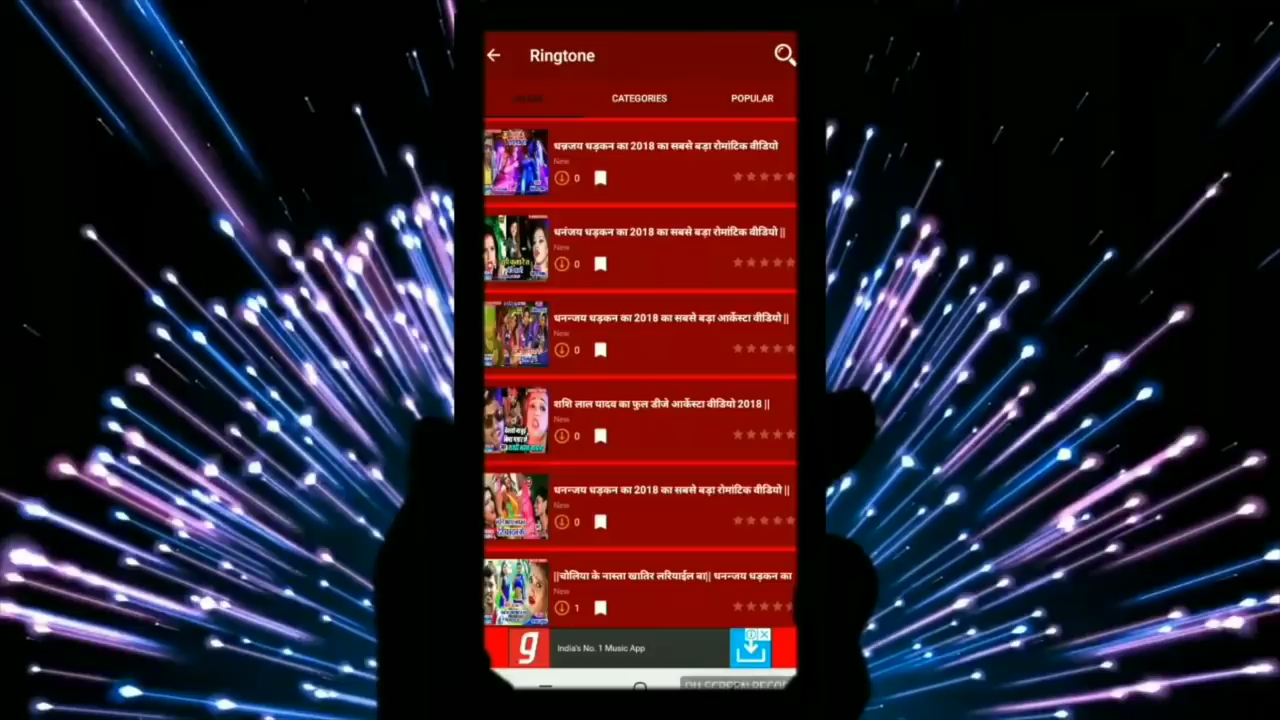 Ringtone
CATEGORIES
POPULAR
धन्नजय धड़कन का 2018 का सबसे बड़ा रोमांटिक वीडियो
New
0
धनंजय धड़कन का 2018 का सबसे बड़ा रोमांटिक वीडियो ||
New
0
धनन्जय धड़कन का 2018 का सबसे बड़ा आर्केस्टा वीडियो ||
New
0
शशि लाल यादव का फुल डीजे आर्केस्टा वीडियो 2018 ||
New
0
धनन्जय धड़कन का 2018 का सबसे बड़ा रोमांटिक वीडियो ||
New
0
||चोलिया के नास्ता खातिर लरियाईल बा|| धनन्जय धड़कन का
New
1
g
India's No. 1 Music App